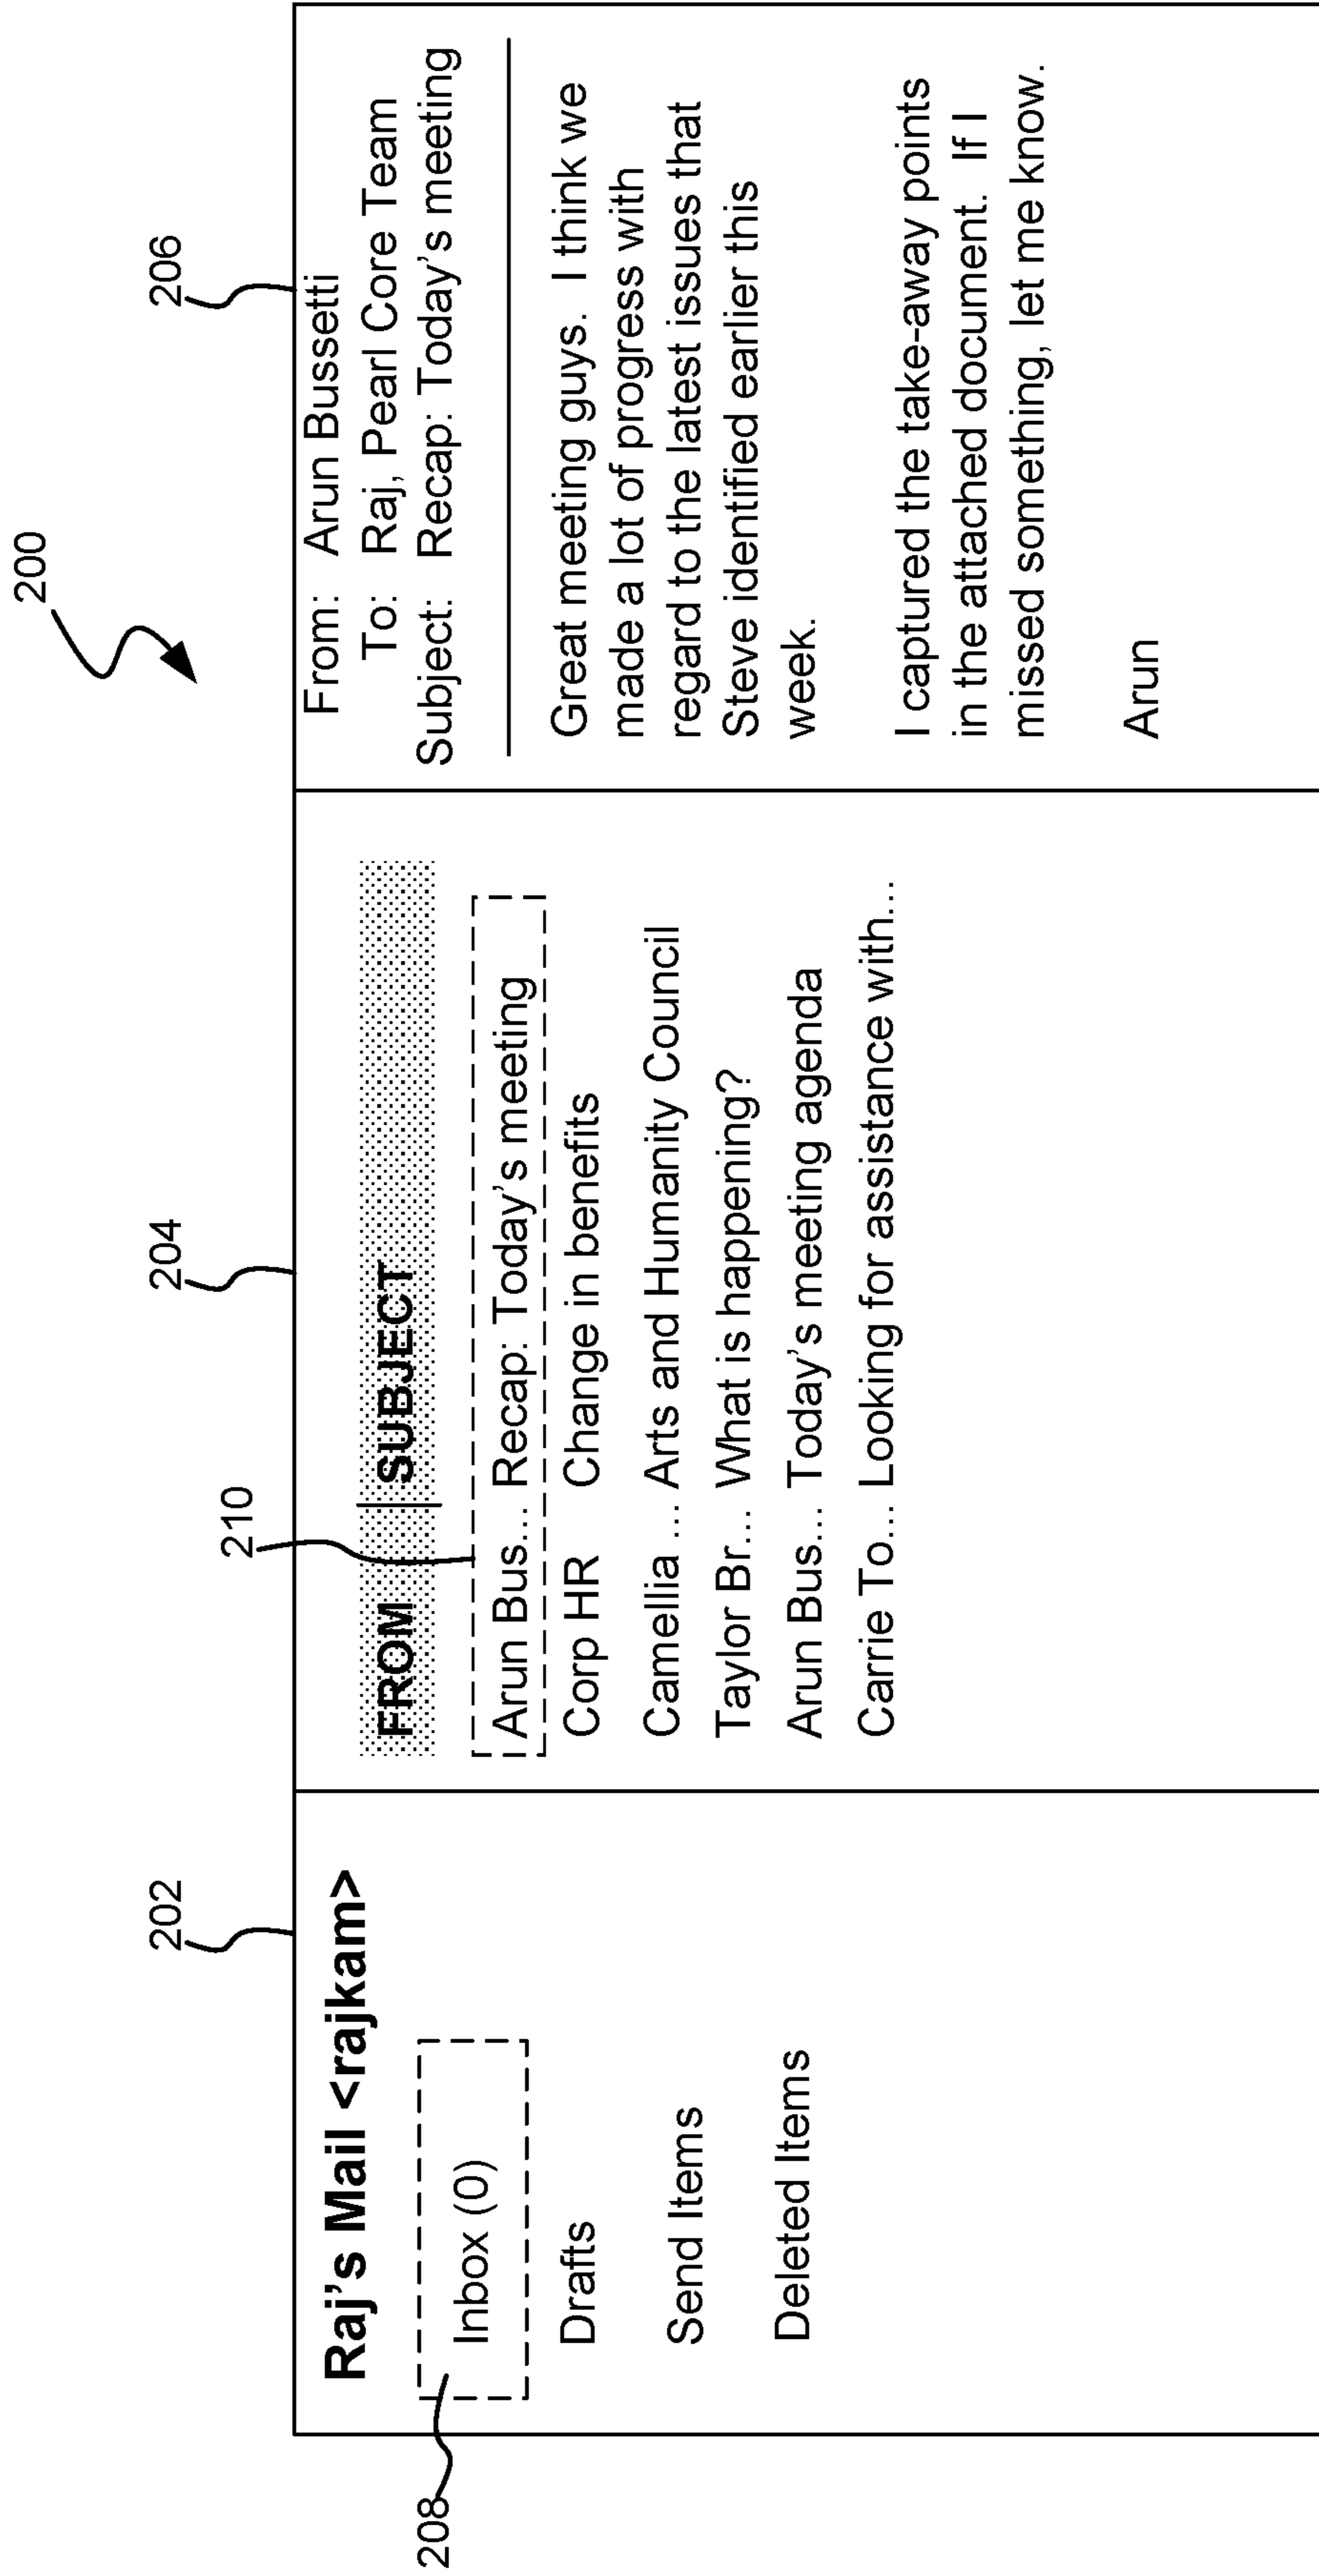 200
202
204
206
208
210
Raj's Mail <rajkam>
Inbox (0)
Drafts
Send Items
Deleted Items
FROM SUBJECT
Arun Bus... Recap: Today's meeting
Corp HR Change in benefits
Camellia ... Arts and Humanity Council
Taylor Br... What is happening?
Arun Bus... Today's meeting agenda
Carrie To... Looking for assistance with...
From: Arun Bussetti
To: Raj, Pearl Core Team
Subject: Recap: Today's meeting
Great meeting guys. I think we
made a lot of progress with
regard to the latest issues that
Steve identified earlier this
week.
I captured the take-away points
in the attached document. If I
missed something, let me know.
Arun